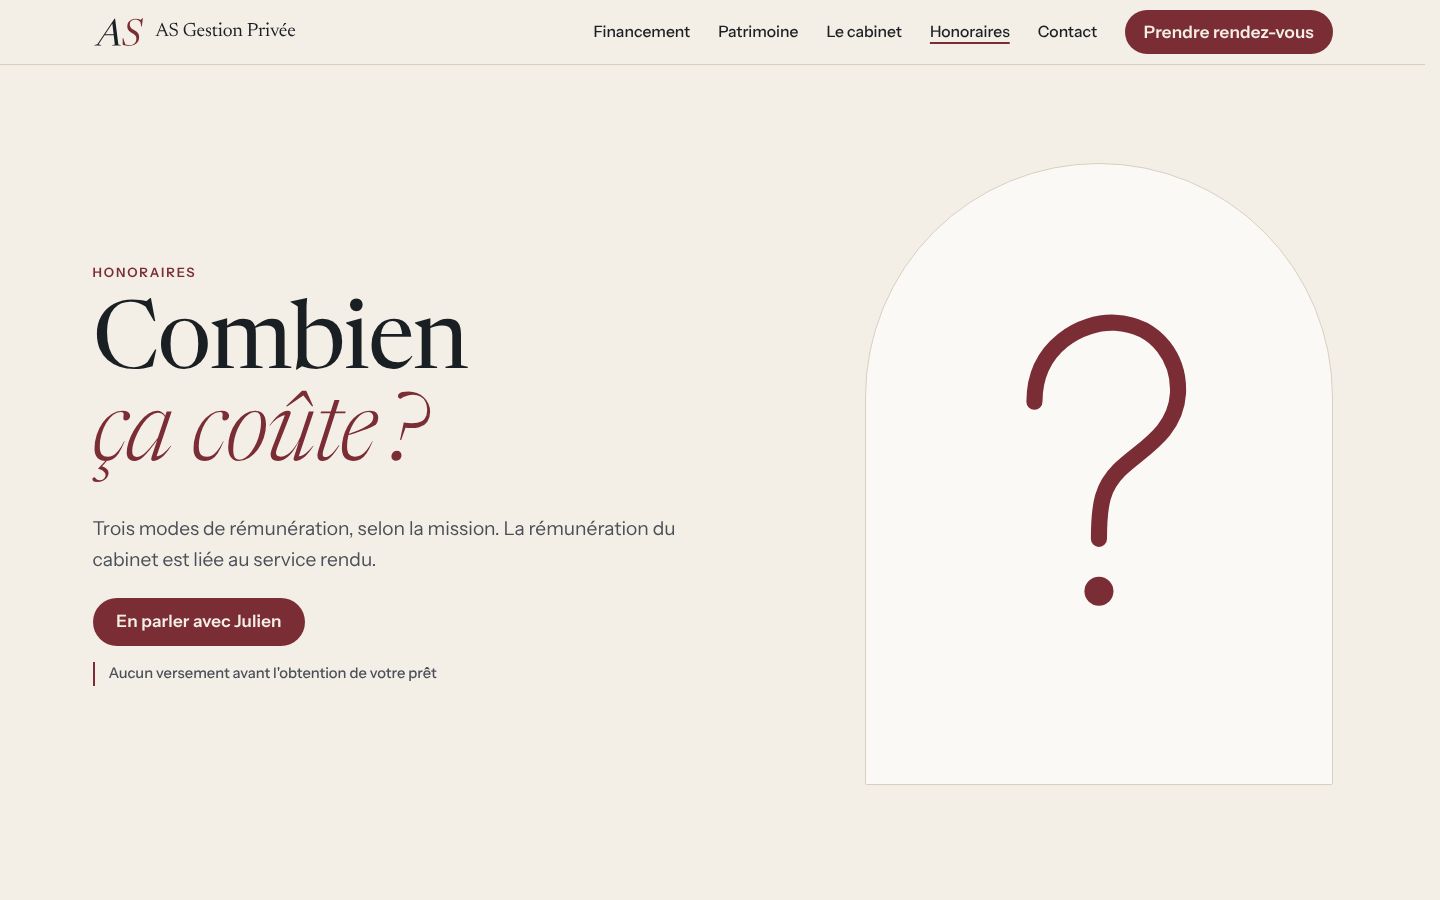 AS AS Gestion Privée
Financement Patrimoine Le cabinet Honoraires Contact Prendre rendez-vous
HONORAIRES
Combien
ça coûte ?
Trois modes de rémunération, selon la mission. La rémunération du
cabinet est liée au service rendu.
En parler avec Julien
Aucun versement avant l'obtention de votre prêt
?